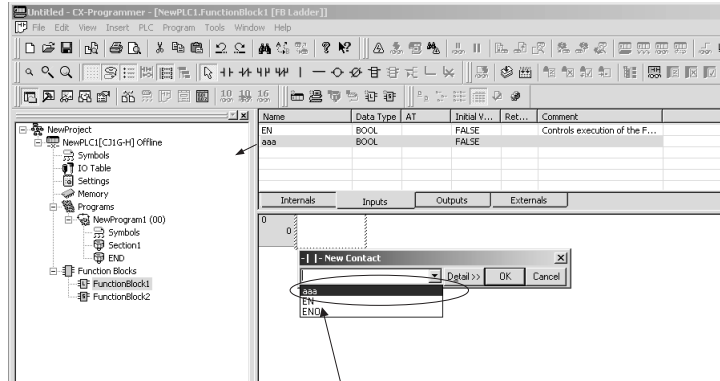 Untitled - CX-Programmer - [NewPLC1.FunctionBlock1 [FB Ladder]]
File Edit View Insert PLC Program Tools Window Help
10 10 16
Name Data Type AT Initial V... Ret... Comment
EN BOOL FALSE Controls execution of the F...
aaa BOOL FALSE
Internals Inputs Outputs Externals
NewProject
NewPLC1[CJ1G-H] Offline
Symbols
IO Table
Settings
Memory
Programs
NewProgram1 (00)
Symbols
Section1
END
Function Blocks
FunctionBlock1
FunctionBlock2
0
0
-| |- New Contact
Detail >> OK Cancel
aaa
EN
ENO